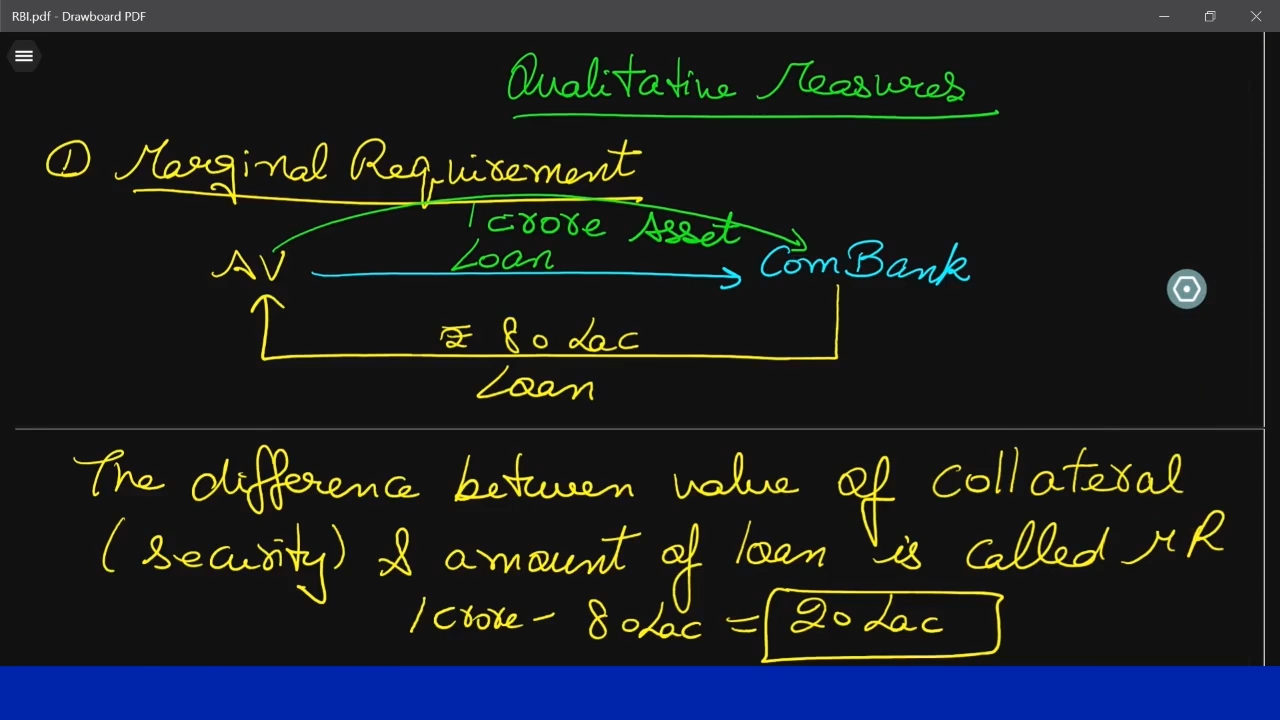 RBI.pdf - Drawboard PDF
Qualitative Measures
① Marginal Requirement
1 crore Asset
Loan
AV
Com Bank
₹ 80 Lac
Loan
The difference between value of collateral
(security) & amount of loan is called MR
1 crore - 80 Lac = 20 Lac